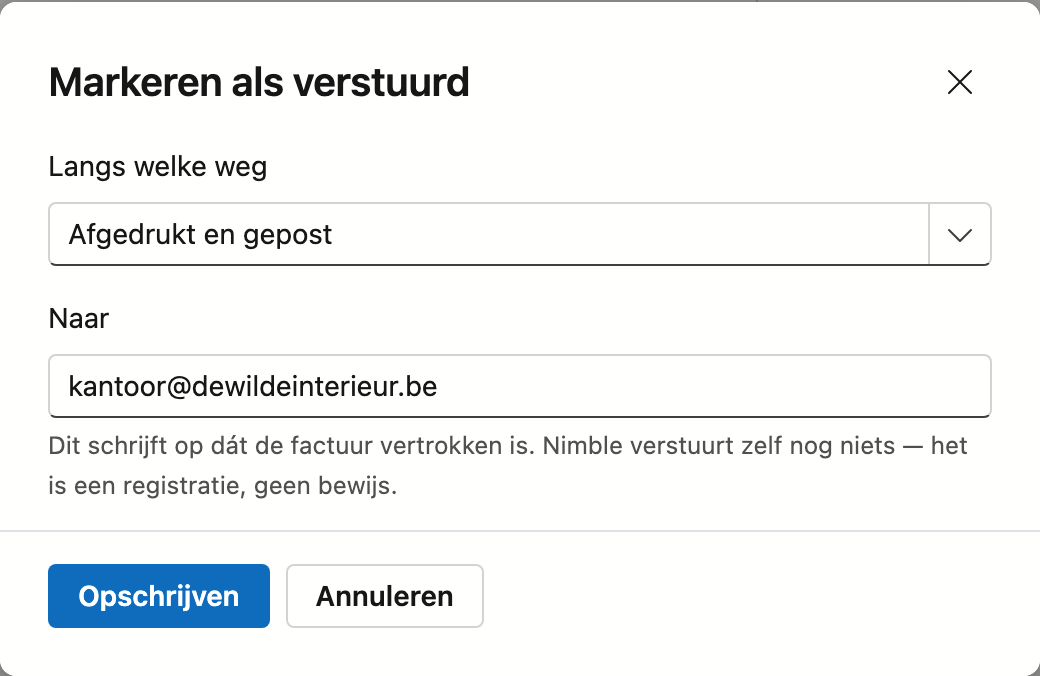 Markeren als verstuurd
Langs welke weg
Afgedrukt en gepost
Naar
kantoor@dewildeinterieur.be
Dit schrijft op dát de factuur vertrokken is. Nimble verstuurt zelf nog niets — het
is een registratie, geen bewijs.
Opschrijven
Annuleren